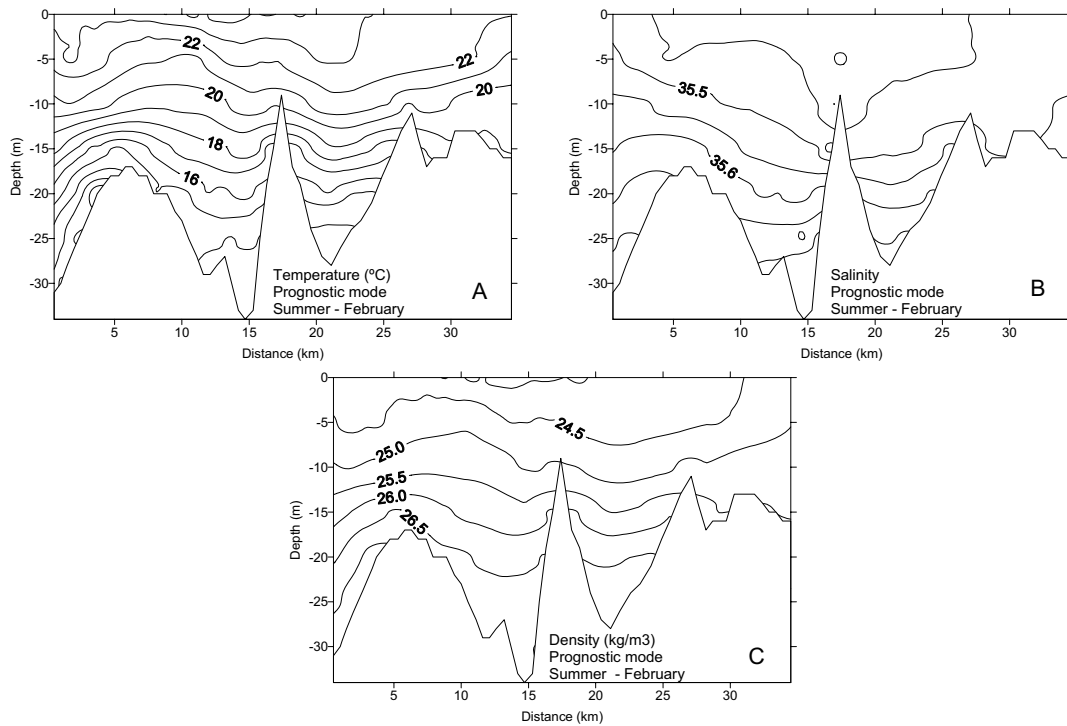 0
-5
-10
-15
-20
-25
-30
Depth (m)
22
22
20
20
18
16
Temperature (ºC)
Prognostic mode
Summer - February
A
5 10 15 20 25 30
Distance (km)
0
-5
-10
-15
-20
-25
-30
Depth (m)
35.5
35.6
Salinity
Prognostic mode
Summer - February
B
5 10 15 20 25 30
Distance (km)
0
-5
-10
-15
-20
-25
-30
Depth (m)
24.5
25.0
25.5
26.0
26.5
Density (kg/m3)
Prognostic mode
Summer - February
C
5 10 15 20 25 30
Distance (km)